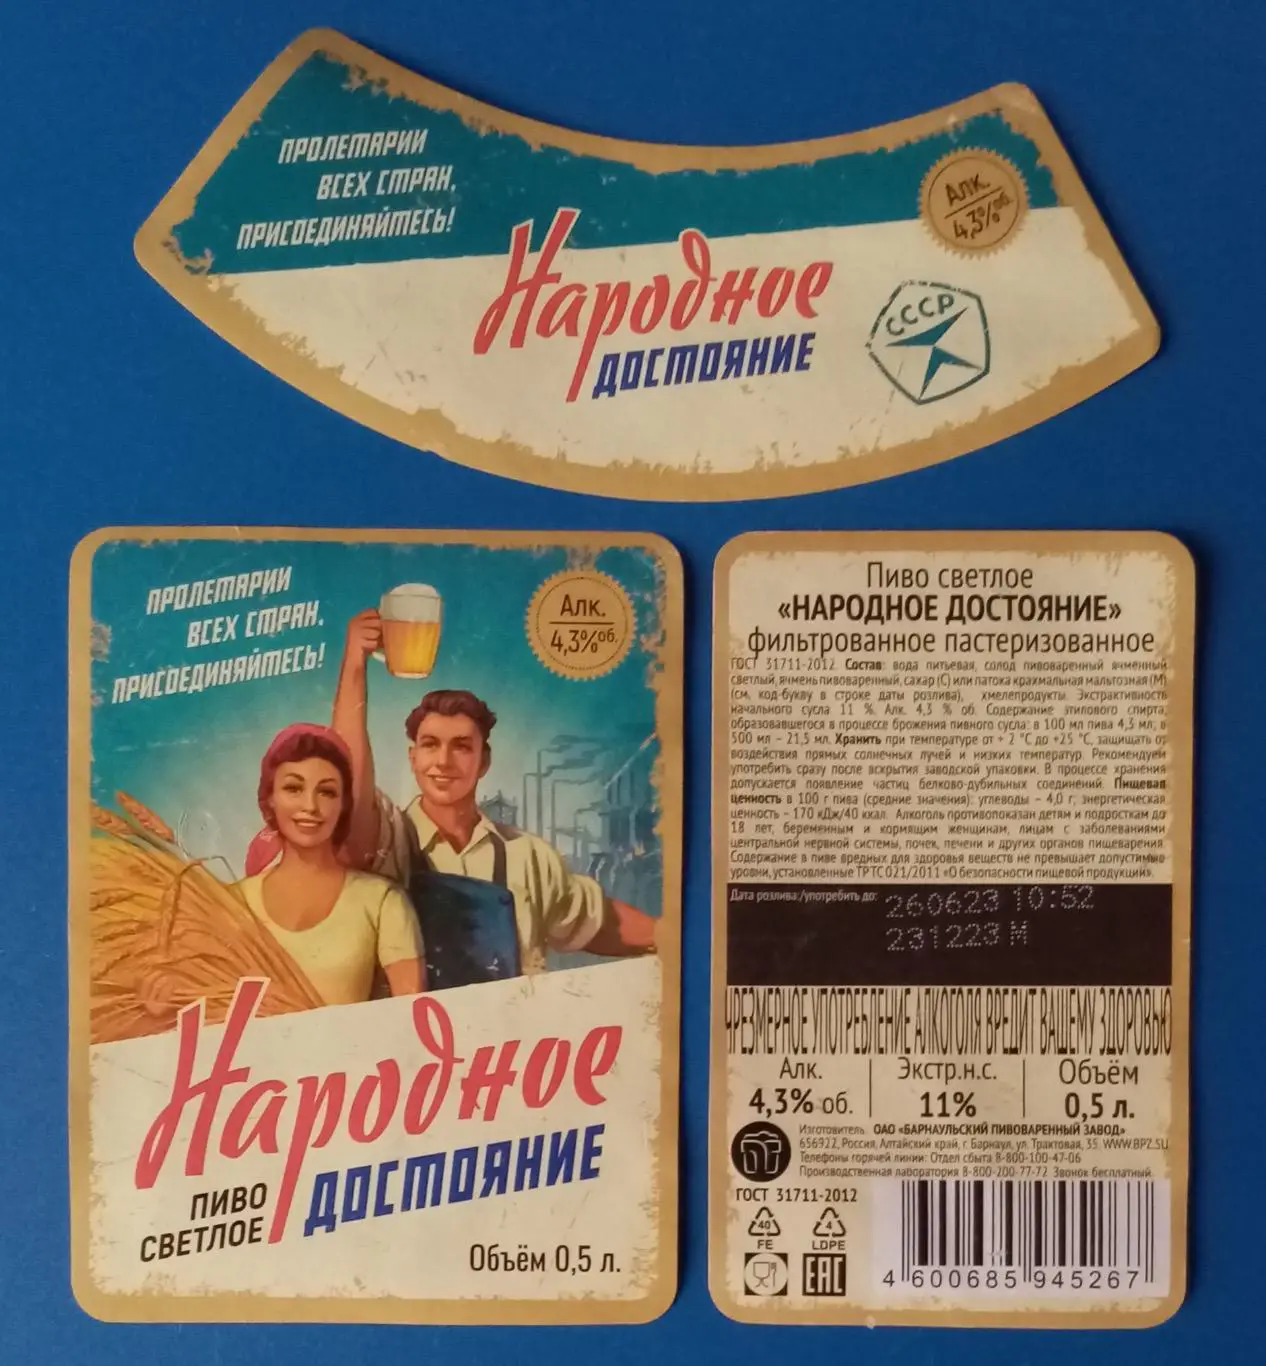 ПРОЛЕТАРИИ
ВСЕХ СТРАН,
ПРИСОЕДИНЯЙТЕСЬ!
Алк.
4,3%об.
Народное
ДОСТОЯНИЕ
СССР
ПРОЛЕТАРИИ
ВСЕХ СТРАН,
ПРИСОЕДИНЯЙТЕСЬ!
Алк.
4,3%об.
Народное
ДОСТОЯНИЕ
ПИВО
СВЕТЛОЕ
Объём 0,5 л.
Пиво светлое
«НАРОДНОЕ ДОСТОЯНИЕ»
фильтрованное пастеризованное
ГОСТ 31711-2012 Состав: вода питьевая, солод пивоваренный ячменный
светлый, ячмень пивоваренный, сахар (С) или патока крахмальная мальтозная (М)
(см. код-букву в строке даты розлива), хмелепродукты. Экстрактивность
начального сусла 11 %. Алк. 4,3 % об. Содержание этилового спирта,
образовавшегося в процессе брожения пивного сусла: в 100 мл пива 4,3 мл; в
500 мл – 21,5 мл. Хранить при температуре от + 2 °С до +25 °С, защищать от
воздействия прямых солнечных лучей и низких температур. Рекомендуем
употребить сразу после вскрытия заводской упаковки. В процессе хранения
допускается появление частиц белково-дубильных соединений. Пищевая
ценность в 100 г пива (средние значения): углеводы – 4,0 г; энергетическая
ценность – 170 кДж/40 ккал. Алкоголь противопоказан детям и подросткам до
18 лет, беременным и кормящим женщинам, лицам с заболеваниями
центральной нервной системы, почек, печени и других органов пищеварения.
Содержание в пиве вредных для здоровья веществ не превышает допустимые
уровни, установленные ТР ТС 021/2011 «О безопасности пищевой продукции».
Дата розлива:/употребить до: 260623 10:52
231223 М
ЧРЕЗМЕРНОЕ УПОТРЕБЛЕНИЕ АЛКОГОЛЯ ВРЕДИТ ВАШЕМУ ЗДОРОВЬЮ
Алк. Экстр.н.с. Объём
4,3% об. 11% 0,5 л.
Изготовитель: ОАО «БАРНАУЛЬСКИЙ ПИВОВАРЕННЫЙ ЗАВОД»
656922, Россия, Алтайский край, г. Барнаул, ул. Трактовая, 35. WWW.BPZ.SU
Телефоны горячей линии: Отдел сбыта 8-800-100-47-06
Производственная лаборатория 8-800-200-77-72 Звонок бесплатный.
ГОСТ 31711-2012
40 4
FE LDPE
EAC
4 600685 945267